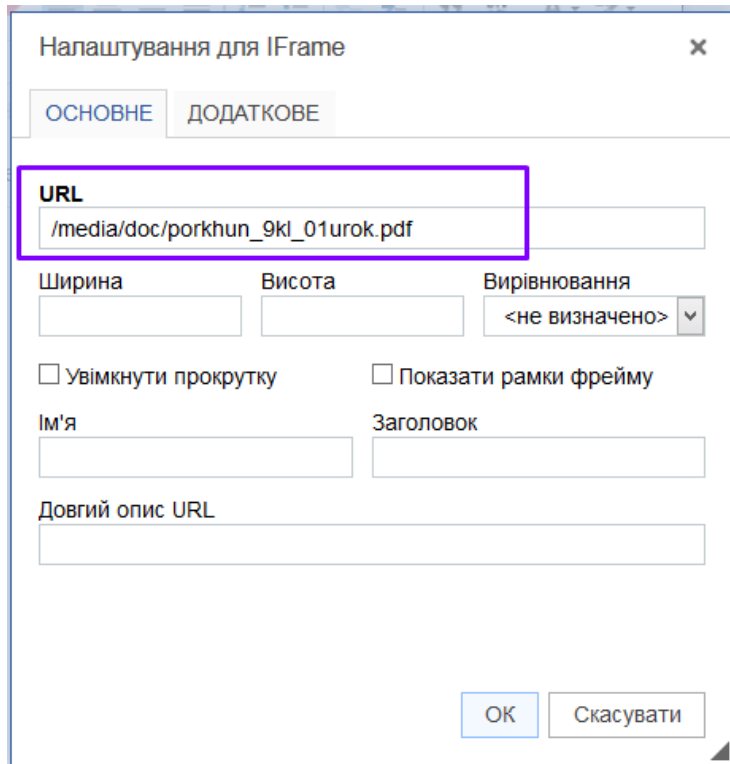 Налаштування для IFrame
ОСНОВНЕ ДОДАТКОВЕ
URL
/media/doc/porkhun_9kl_01urok.pdf
Ширина Висота Вирівнювання
<не визначено>
Увімкнути прокрутку Показати рамки фрейму
Ім'я Заголовок
Довгий опис URL
ОК Скасувати